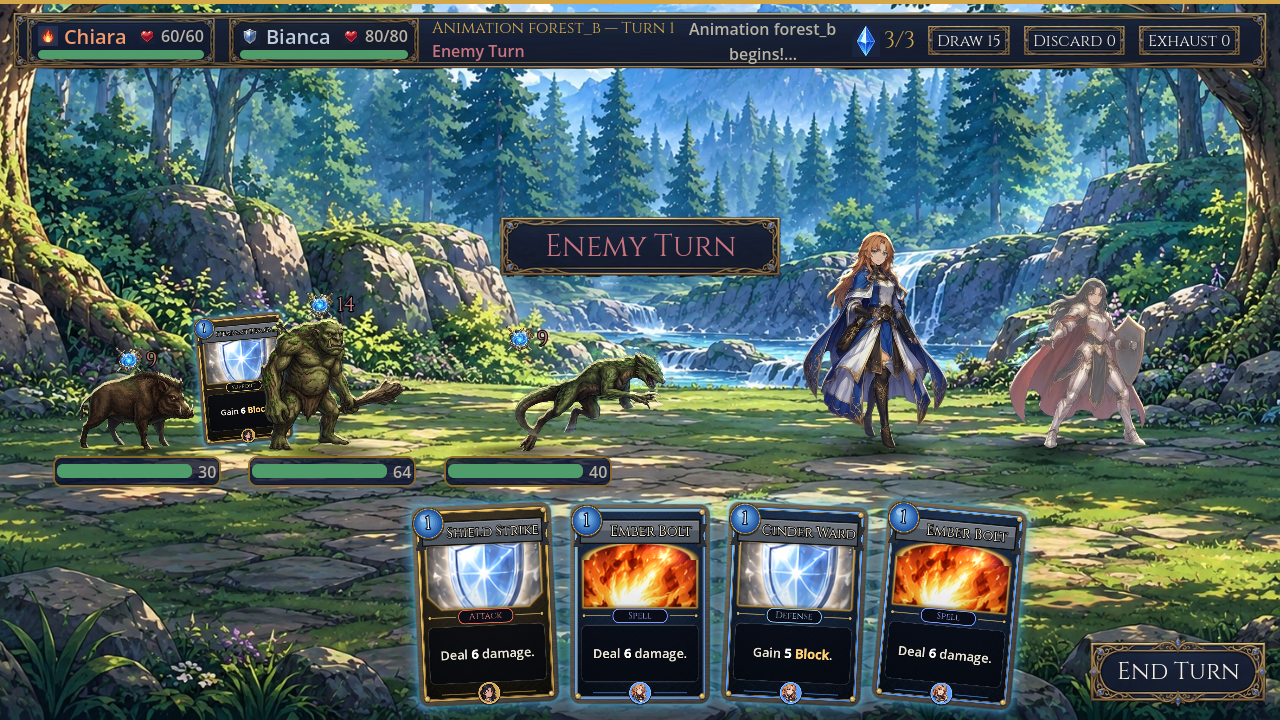 Chiara 60/60
Bianca 80/80
Animation forest_b — Turn 1
Enemy Turn
Animation forest_b
begins!...
3/3
Draw 15
Discard 0
Exhaust 0
Enemy Turn
14
9
9
1
Support
Gain 6 Bloc
30
64
40
1
Shield Strike
Attack
Deal 6 damage.
1
Ember Bolt
Spell
Deal 6 damage.
1
Cinder Ward
Defense
Gain 5 Block.
1
Ember Bolt
Spell
Deal 6 damage.
End Turn